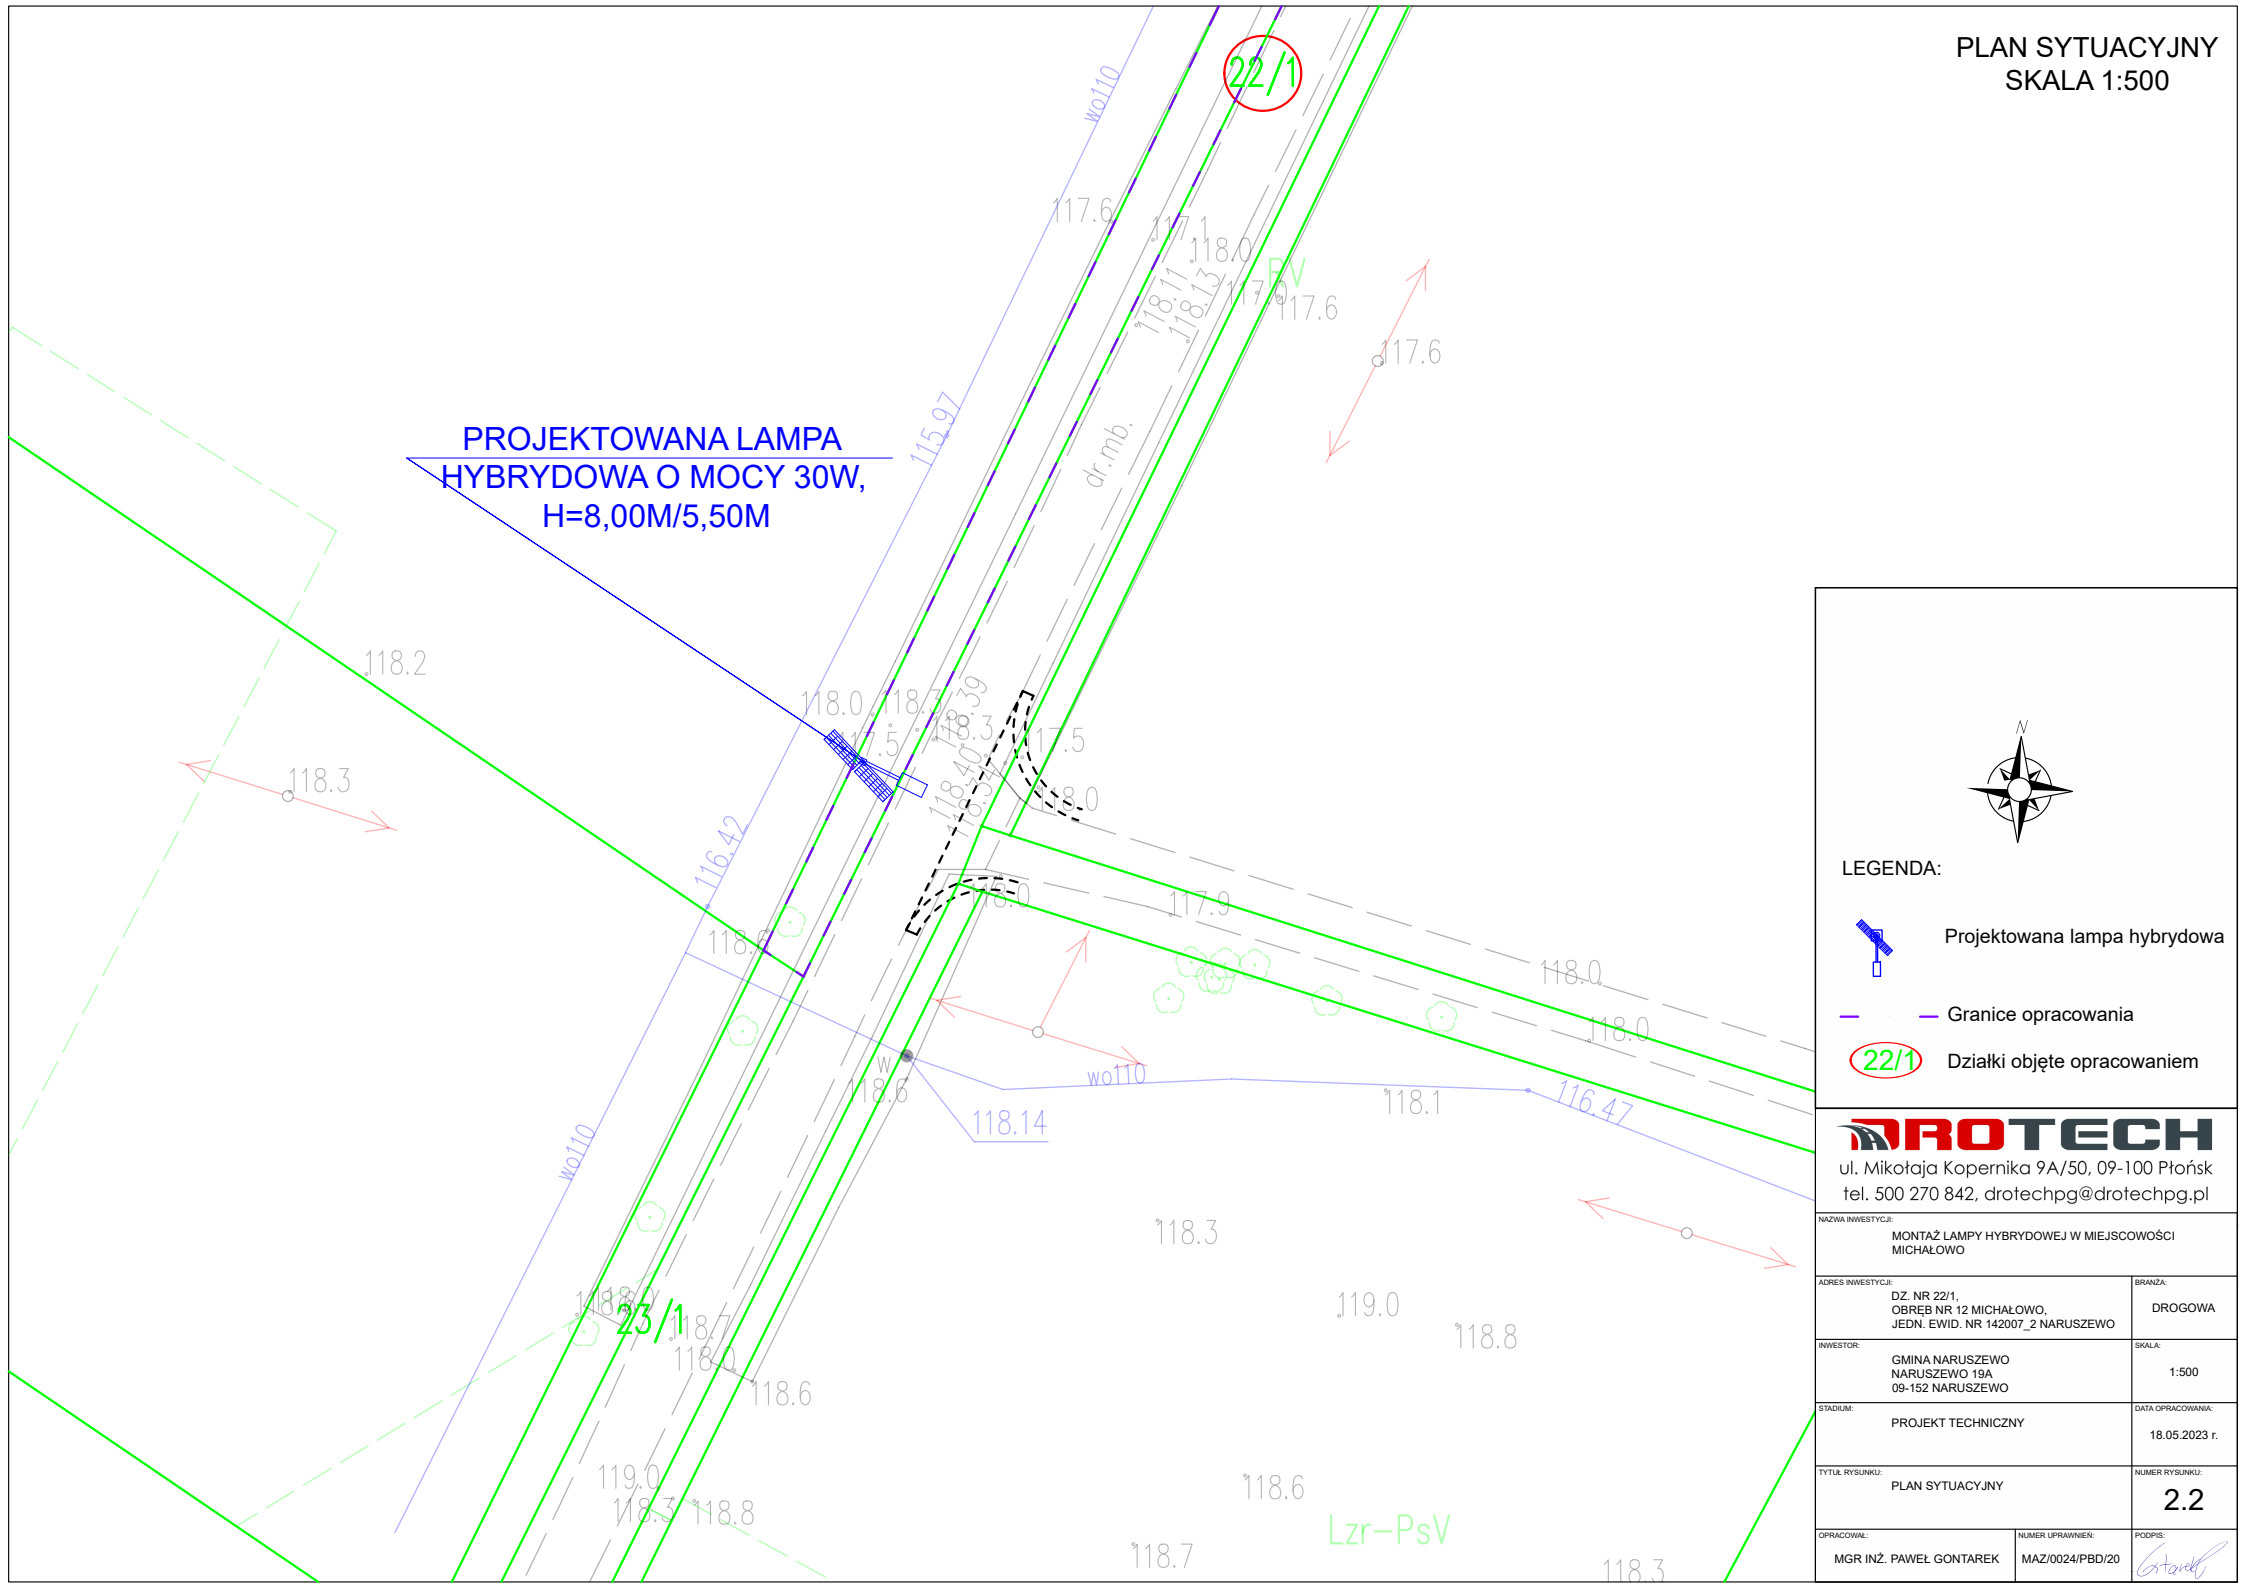 PLAN SYTUACYJNY
SKALA 1:500
22/1
wo110
117.6
117.1
118.0
RV
118.11
118.13
117.0
117.6
117.6
dr.mb.
115.97
PROJEKTOWANA LAMPA
HYBRYDOWA O MOCY 30W,
H=8,00M/5,50M
118.2
118.0
118.3
118.39
118.3
117.5
117.5
118.40
118.0
118.3
116.42
118.0
117.9
118.6
118.0
118.0
W
118.6
wo110
118.14
118.1
116.47
wo110
118.3
119.0
118.8
23/1
118.7
118.0
118.6
119.0
118.3
118.8
118.6
Lzr-PsV
118.7
118.3
N
LEGENDA:
Projektowana lampa hybrydowa
Granice opracowania
22/1 Działki objęte opracowaniem
DROTECH
ul. Mikołaja Kopernika 9A/50, 09-100 Płońsk
tel. 500 270 842, drotechpg@drotechpg.pl
NAZWA INWESTYCJI:
MONTAŻ LAMPY HYBRYDOWEJ W MIEJSCOWOŚCI
MICHAŁOWO
ADRES INWESTYCJI:
DZ. NR 22/1,
OBRĘB NR 12 MICHAŁOWO,
JEDN. EWID. NR 142007_2 NARUSZEWO
BRANŻA:
DROGOWA
INWESTOR:
GMINA NARUSZEWO
NARUSZEWO 19A
09-152 NARUSZEWO
SKALA:
1:500
STADIUM:
PROJEKT TECHNICZNY
DATA OPRACOWANIA:
18.05.2023 r.
TYTUŁ RYSUNKU:
PLAN SYTUACYJNY
NUMER RYSUNKU:
2.2
OPRACOWAŁ:
MGR INŻ. PAWEŁ GONTAREK
NUMER UPRAWNIEŃ:
MAZ/0024/PBD/20
PODPIS:
Gontarek